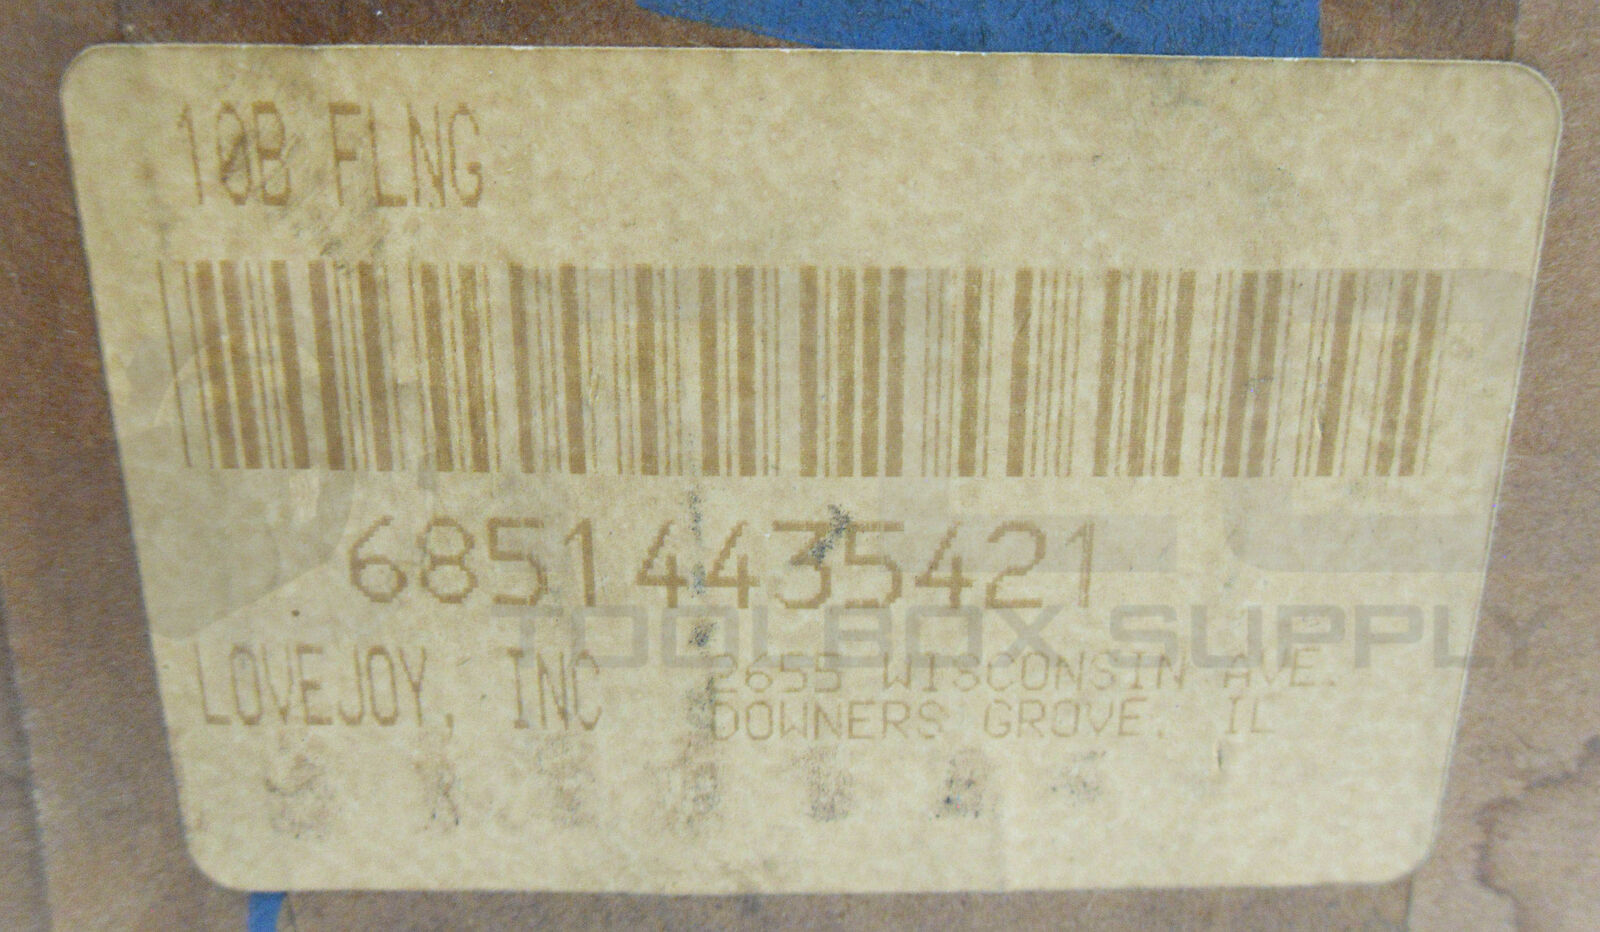 10B FLNG
68514435421
TOOLBOX SUPPLY
LOVEJOY, INC
2655 WISCONSIN AVE.
DOWNERS GROVE, IL